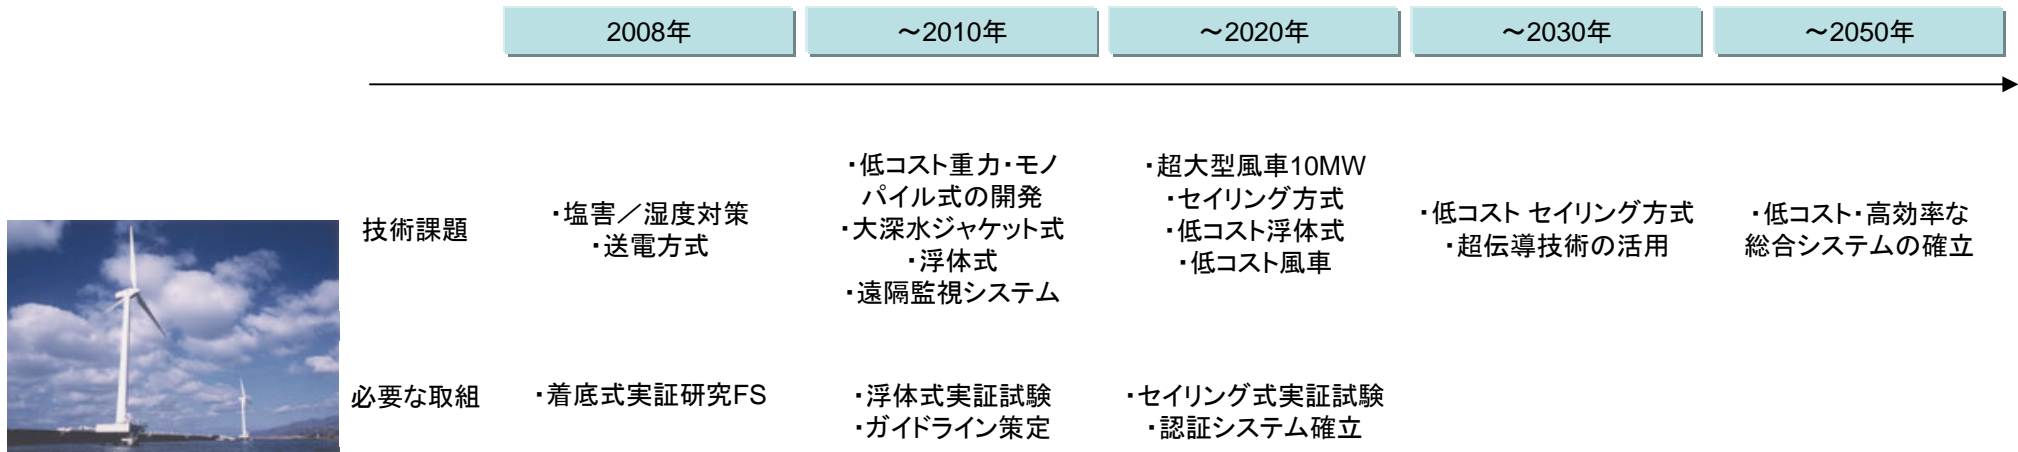 2008年
～2010年
～2020年
～2030年
～2050年
技術課題
・塩害／湿度対策
・送電方式
・低コスト重力・モノ
パイル式の開発
・大深水ジャケット式
・浮体式
・遠隔監視システム
・超大型風車10MW
・セイリング方式
・低コスト浮体式
・低コスト風車
・低コスト セイリング方式
・超伝導技術の活用
・低コスト・高効率な
総合システムの確立
必要な取組
・着底式実証研究FS
・浮体式実証試験
・ガイドライン策定
・セイリング式実証試験
・認証システム確立